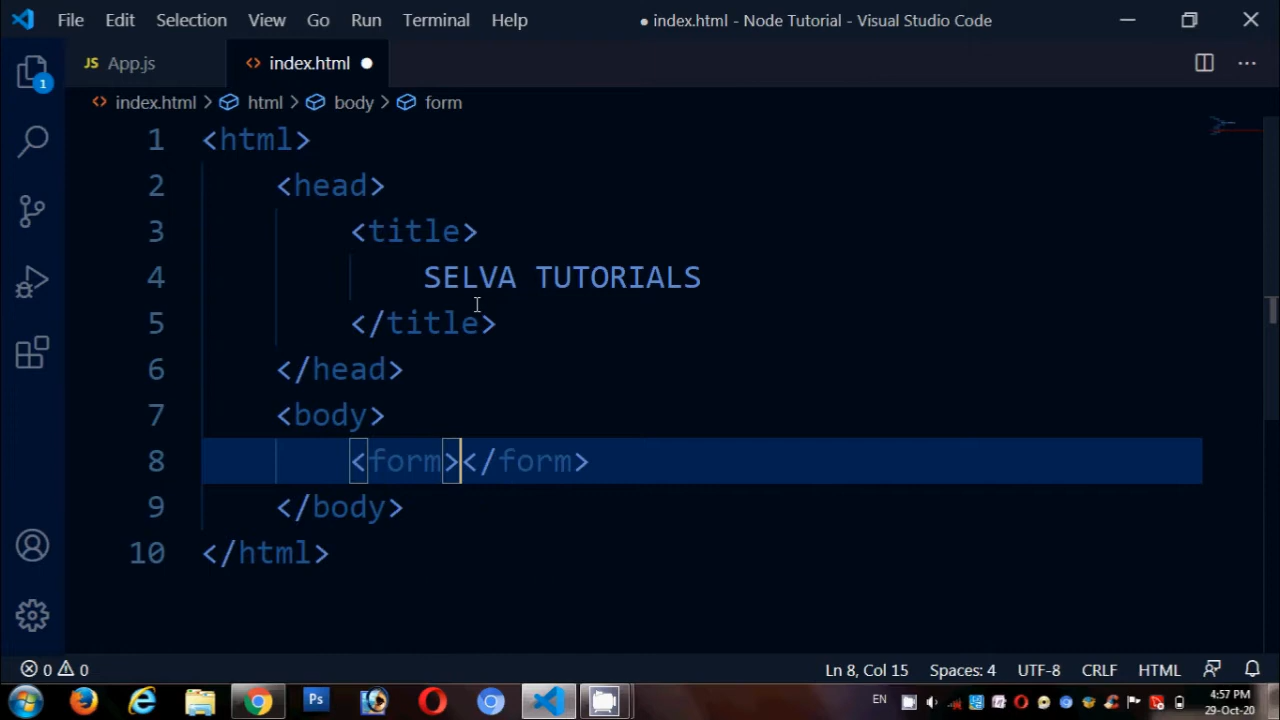 File Edit Selection View Go Run Terminal Help ● index.html - Node Tutorial - Visual Studio Code
JS App.js <> index.html ●
1
<> index.html > html > body > form
1 <html>
2 <head>
3 <title>
4 SELVA TUTORIALS
5 </title>
6 </head>
7 <body>
8 <form></form>
9 </body>
10 </html>
0 0 Ln 8, Col 15 Spaces: 4 UTF-8 CRLF HTML
Ps EN 4:57 PM
29-Oct-20